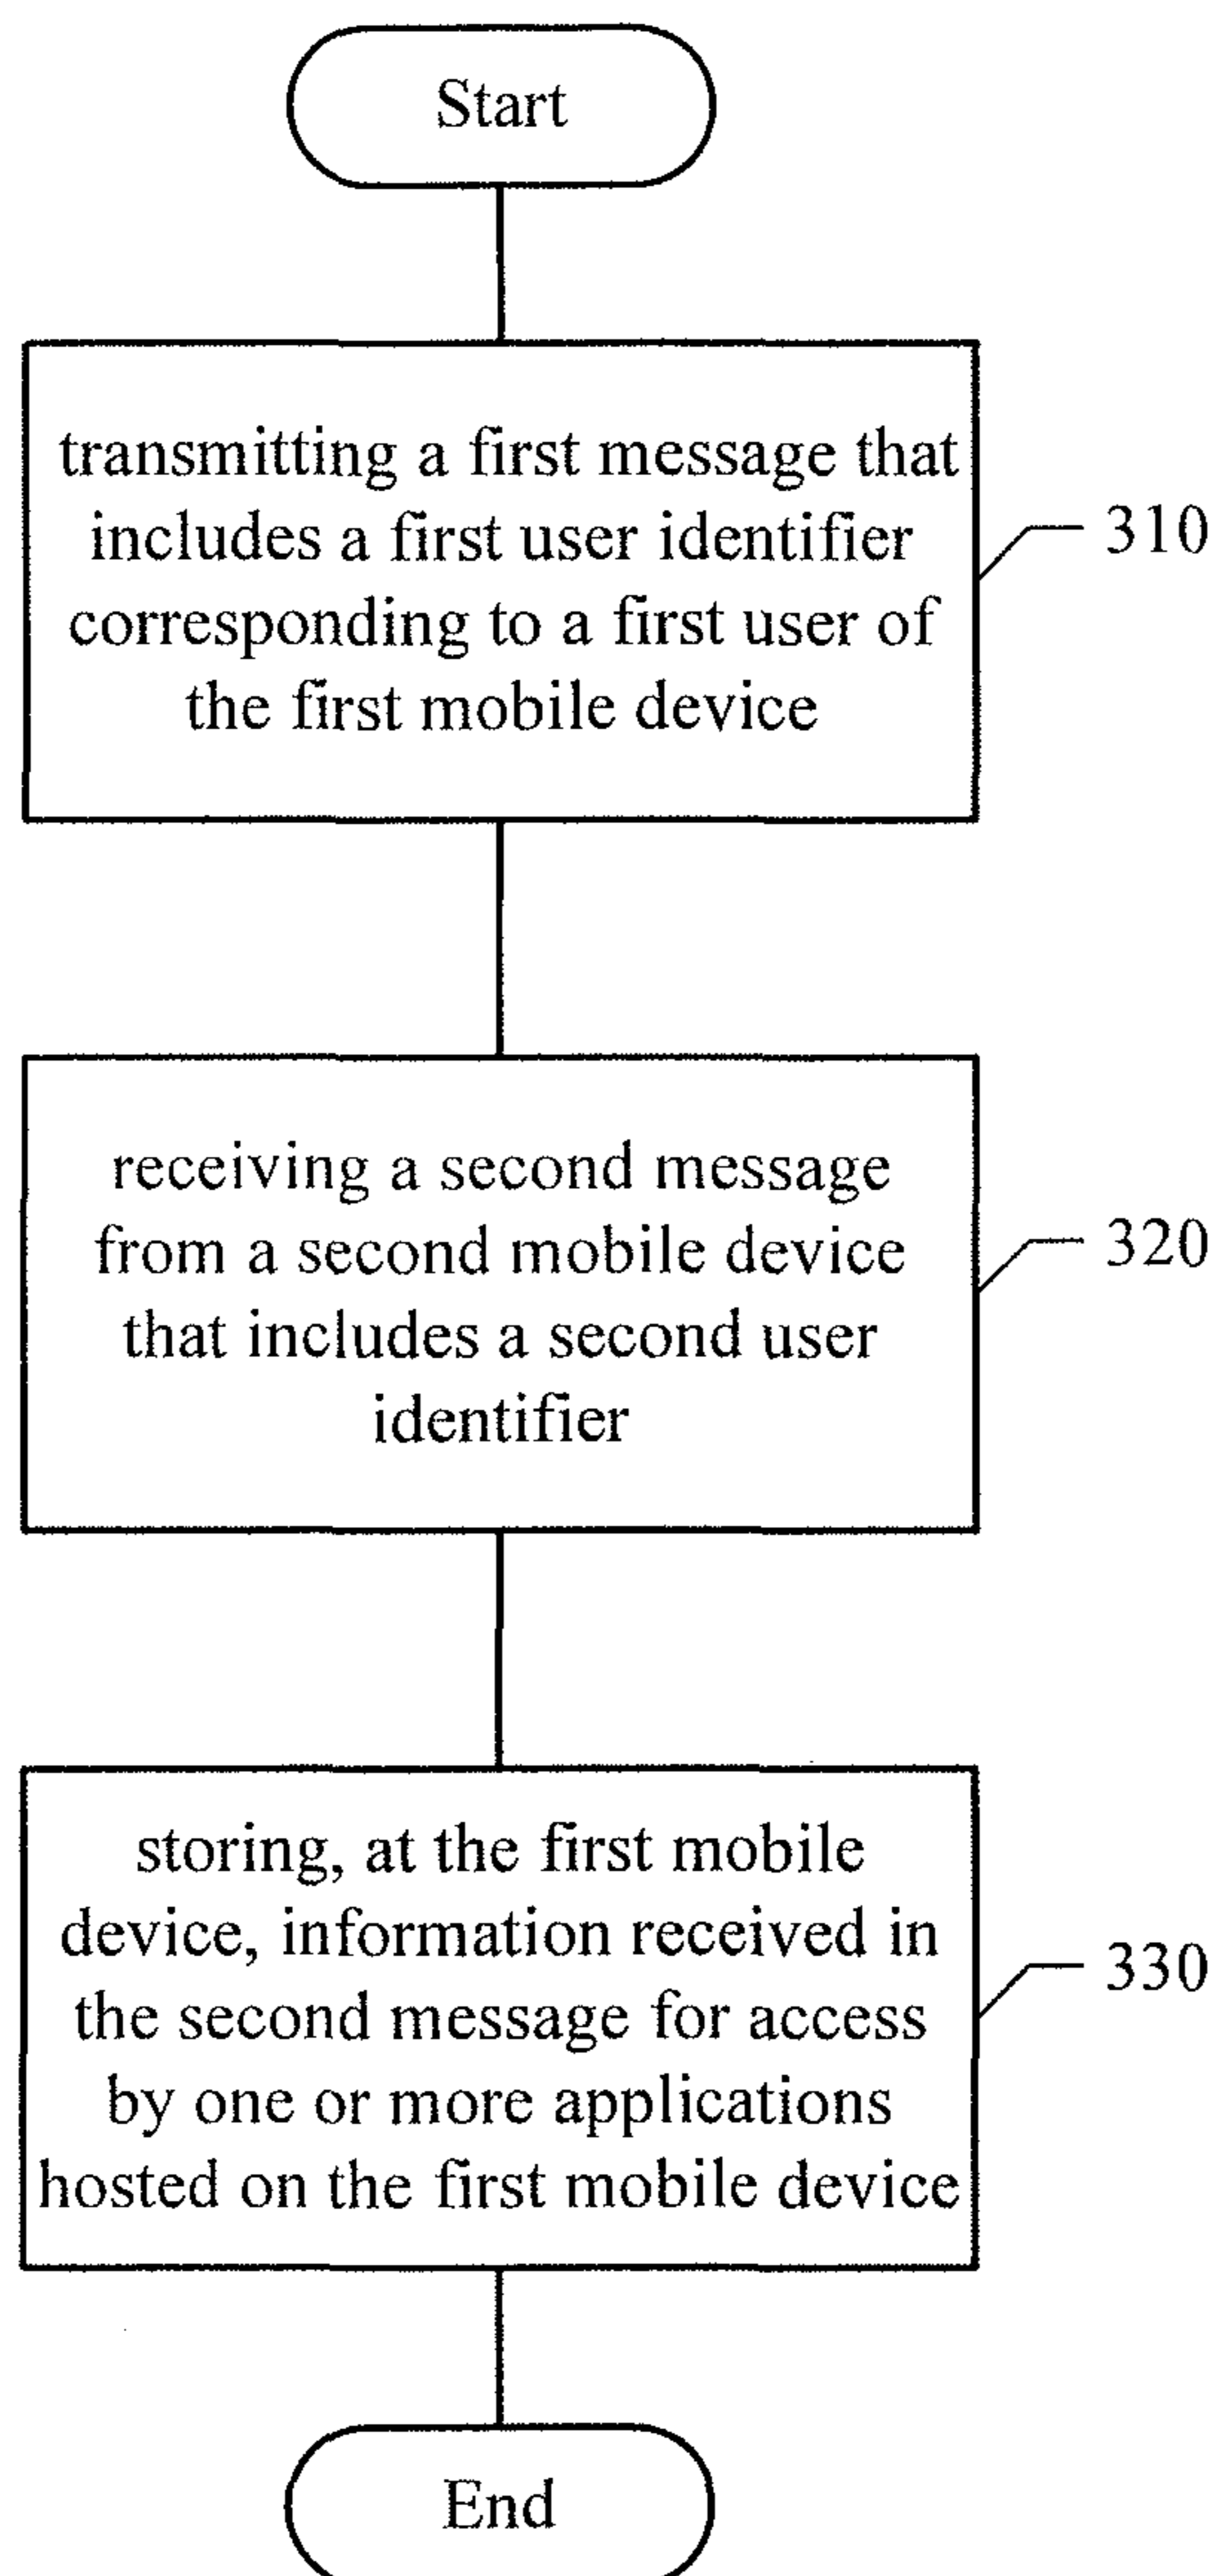 Start
transmitting a first message that
includes a first user identifier
corresponding to a first user of
the first mobile device
310
receiving a second message
from a second mobile device
that includes a second user
identifier
320
storing, at the first mobile
device, information received in
the second message for access
by one or more applications
hosted on the first mobile device
330
End